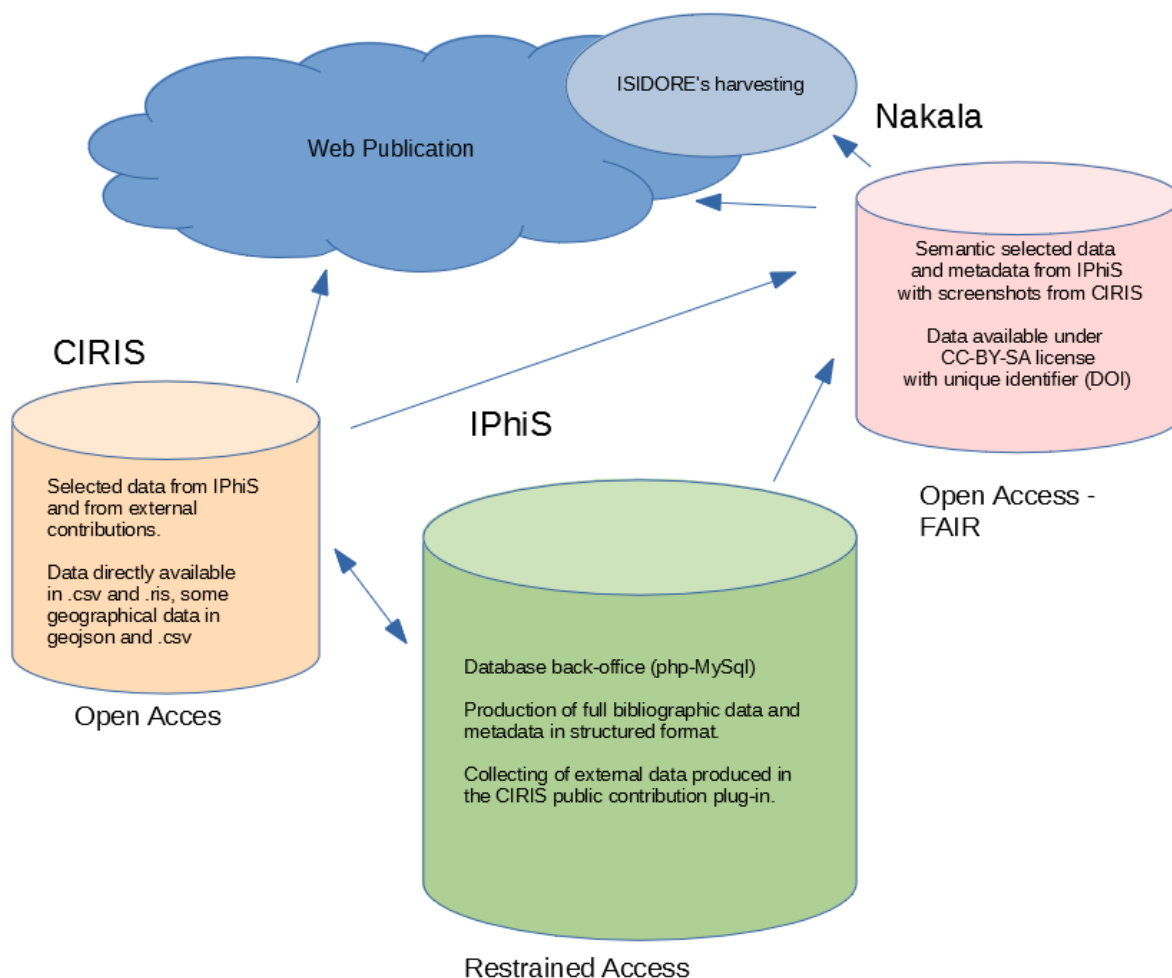 ISIDORE's harvesting
Web Publication
Nakala
Semantic selected data
and metadata from IPhiS
with screenshots from CIRIS
Data available under
CC-BY-SA license
with unique identifier (DOI)
Open Access -
FAIR
CIRIS
Selected data from IPhiS
and from external
contributions.
Data directly available
in .csv and .ris, some
geographical data in
geojson and .csv
Open Acces
IPhiS
Database back-office (php-MySql)
Production of full bibliographic data and
metadata in structured format.
Collecting of external data produced in
the CIRIS public contribution plug-in.
Restrained Access